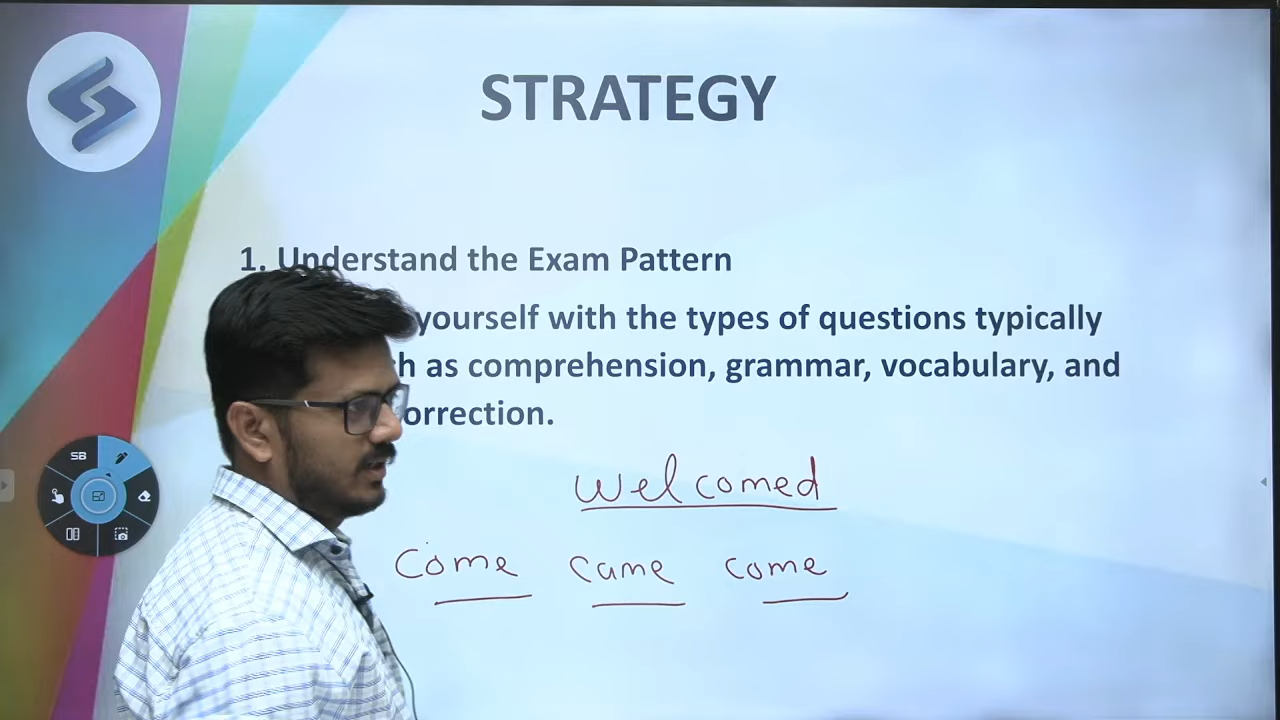 STRATEGY
1. Understand the Exam Pattern
yourself with the types of questions typically
as comprehension, grammar, vocabulary, and
welcomed
Come came come
SB